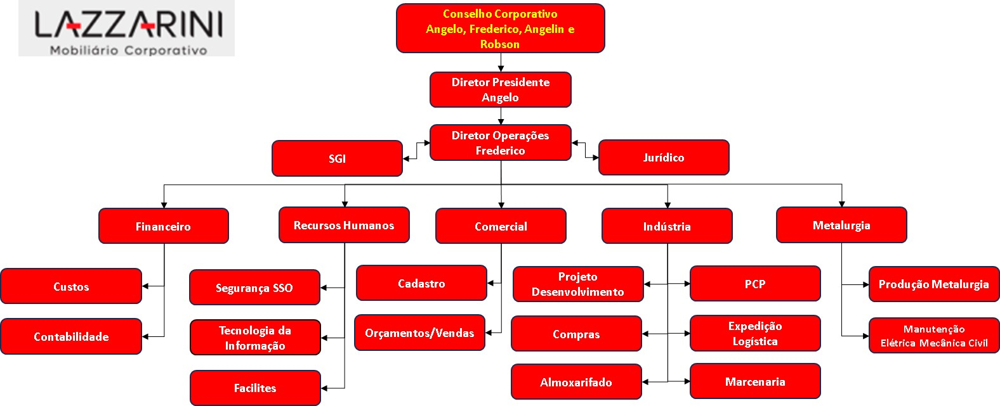 LAZZARINI
Mobiliário Corporativo
Conselho Corporativo
Angelo, Frederico, Angelin e
Robson
Diretor Presidente
Angelo
Diretor Operações
Frederico
SGI
Jurídico
Financeiro
Recursos Humanos
Comercial
Indústria
Metalurgia
Custos
Contabilidade
Segurança SSO
Tecnologia da
Informação
Facilites
Cadastro
Orçamentos/Vendas
Projeto
Desenvolvimento
Compras
Almoxarifado
PCP
Expedição
Logística
Marcenaria
Produção Metalurgia
Manutenção
Elétrica Mecânica Civil